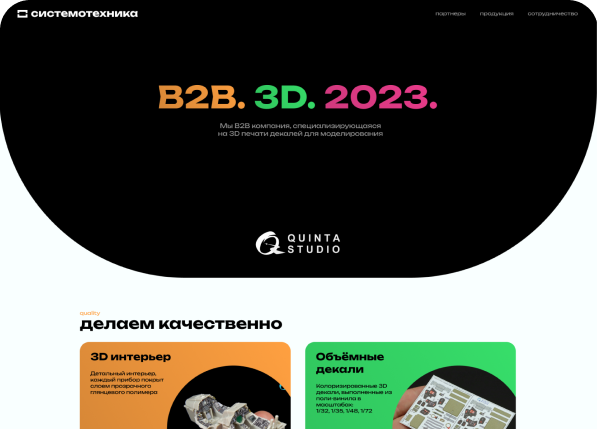 системотехника
партнеры продукция сотрудничество
B2B. 3D. 2023.
Мы B2B компания, специализирующаяся
на 3D печати декалей для моделирования
QUINTA
STUDIO
quality
делаем качественно
3D интерьер
Детальный интерьер,
каждый прибор покрыт
слоем прозрачного
глянцевого полимера
Объёмные
декали
Колоризированные 3D
декали, выполненные из
поли-винила в
масштабах:
1/32, 1/35, 1/48, 1/72